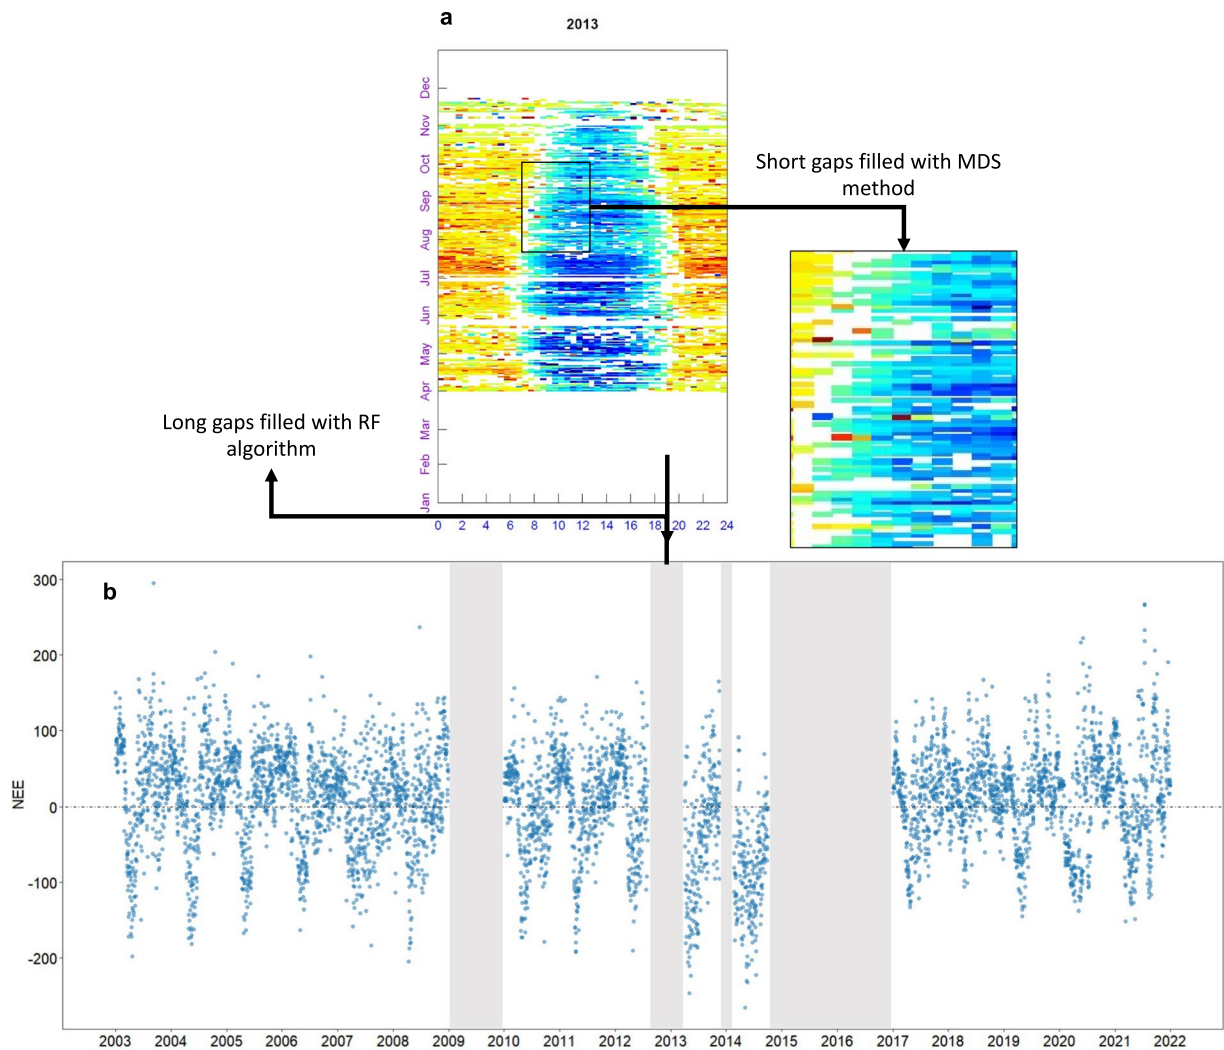 a
2013
Dec
Nov
Oct
Sep
Aug
Jul
Jun
May
Apr
Mar
Feb
Jan
0 2 4 6 8 10 12 14 16 18 20 22 24
Short gaps filled with MDS
method
Long gaps filled with RF
algorithm
b
NEE
300
200
100
0
-100
-200
2003 2004 2005 2006 2007 2008 2009 2010 2011 2012 2013 2014 2015 2016 2017 2018 2019 2020 2021 2022